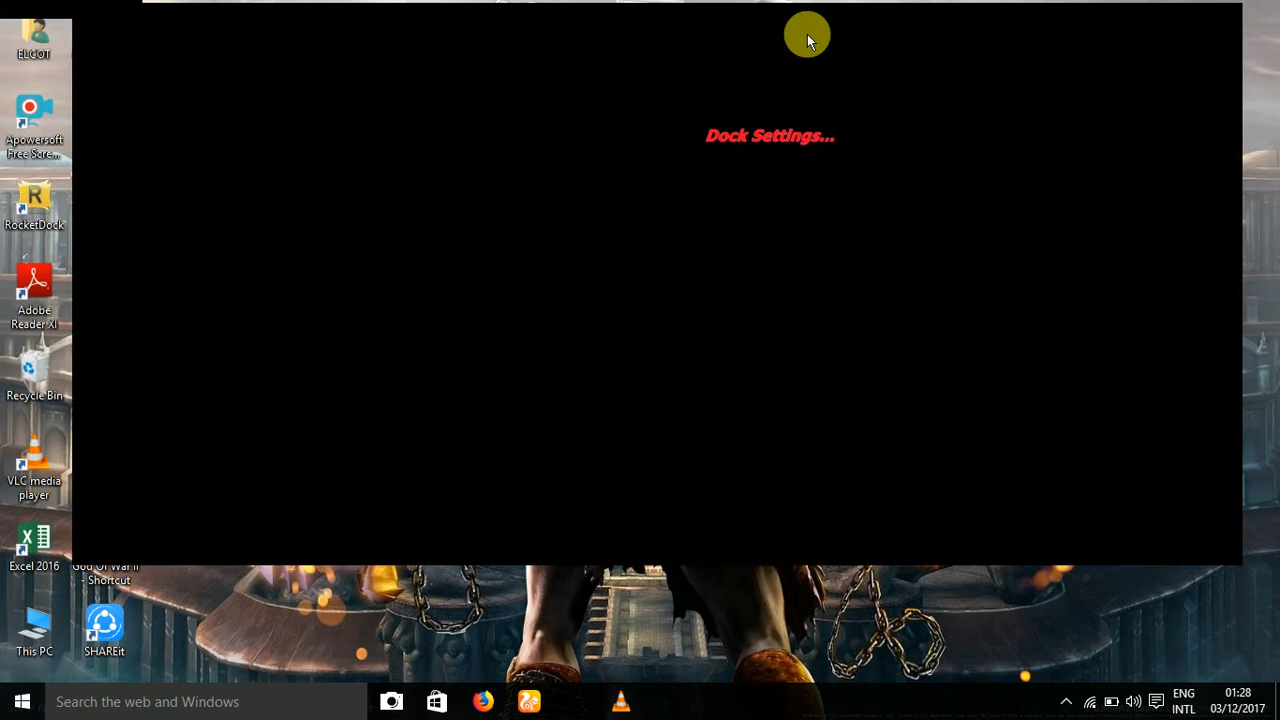 ELCOT
Dock Settings...
Apowersoft
Free Scre...
R
RocketDock
Adobe
Reader XI
Recycle Bin
VLC media
player
Excel 2016
God Of War II
- Shortcut
This PC
SHAREit
Search the web and Windows
ENG
INTL
01:28
03/12/2017